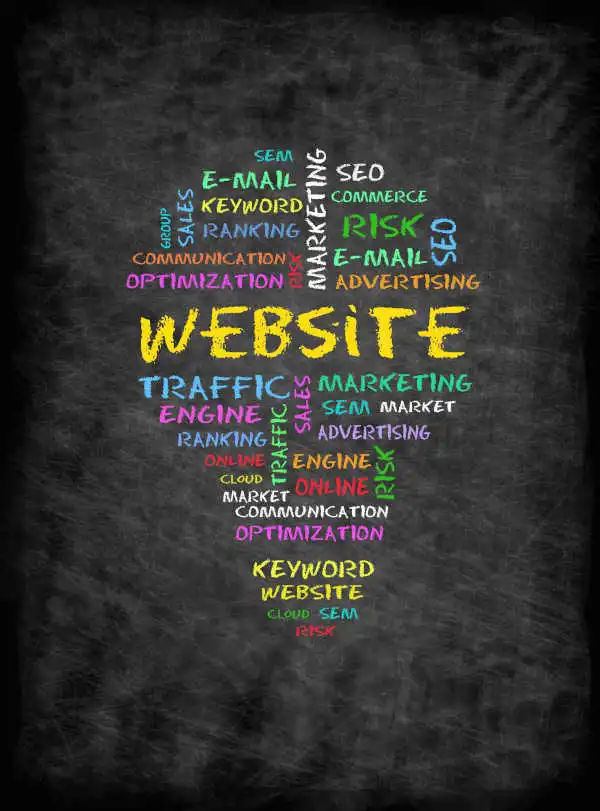 SEM
E-MAIL
SEO
MARKETING
COMMERCE
GROUP
SALES
KEYWORD
RISK
SEO
RANKING
COMMUNICATION
RISK
E-MAIL
OPTIMIZATION
ADVERTISING
WEBSiTE
TRAFFIC
SALES
MARKETING
ENGINE
TRAFFIC
SEM
MARKET
RANKING
ADVERTISING
ONLINE
ENGINE
RISK
CLOUD
ONLINE
MARKET
COMMUNICATION
OPTIMIZATION
KEYWORD
WEBSITE
CLOUD
SEM
RISK